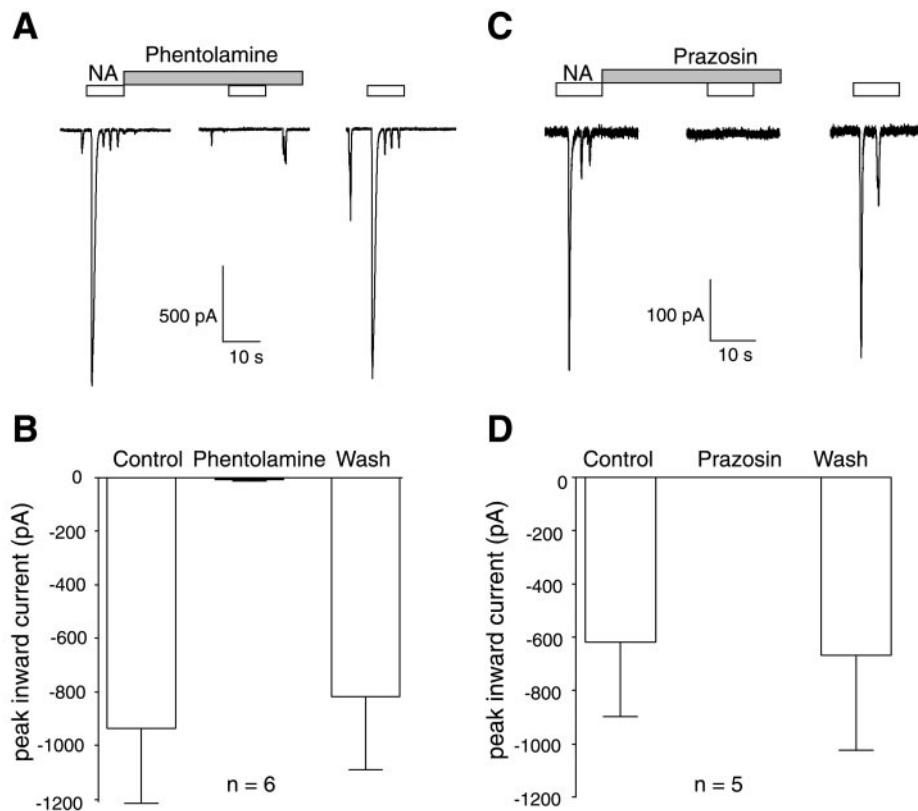 A
Phentolamine
NA
500 pA
10 s
C
Prazosin
NA
100 pA
10 s
B
Control Phentolamine Wash
peak inward current (pA)
0
-200
-400
-600
-800
-1000
-1200
n = 6
D
Control Prazosin Wash
peak inward current (pA)
0
-200
-400
-600
-800
-1000
-1200
n = 5